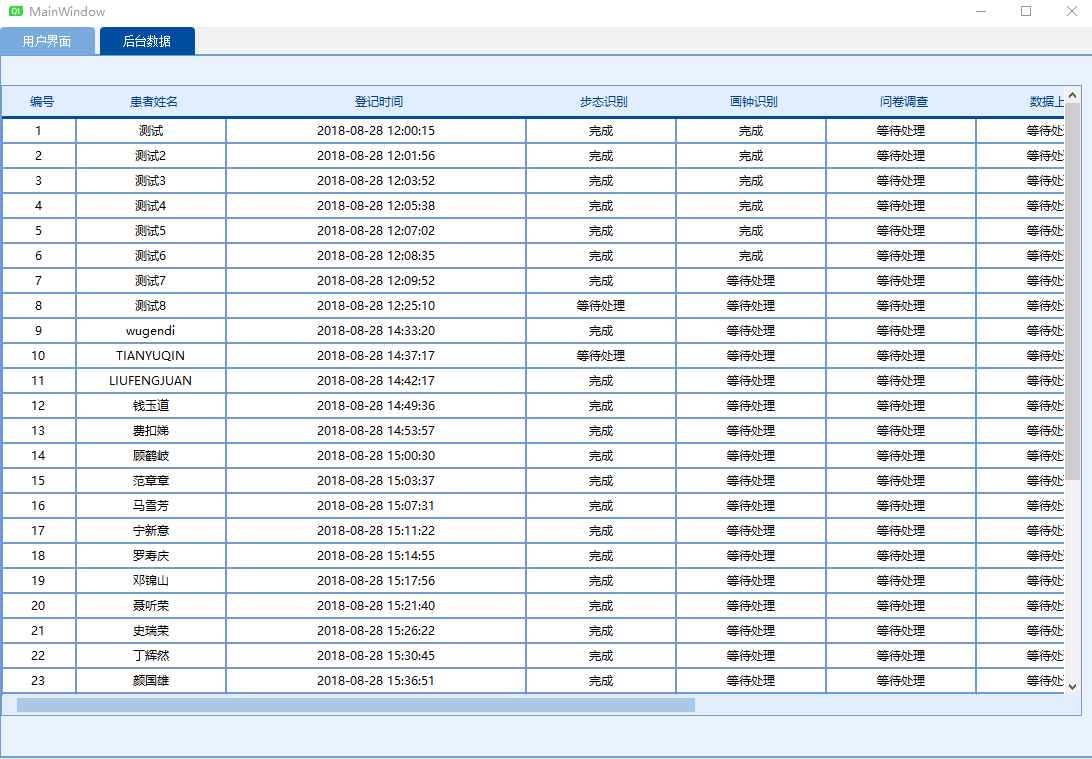 Qt MainWindow
用户界面 后台数据
编号 患者姓名 登记时间 步态识别 画钟识别 问卷调查 数据上
1 测试 2018-08-28 12:00:15 完成 完成 等待处理 等待处
2 测试2 2018-08-28 12:01:56 完成 完成 等待处理 等待处
3 测试3 2018-08-28 12:03:52 完成 完成 等待处理 等待处
4 测试4 2018-08-28 12:05:38 完成 完成 等待处理 等待处
5 测试5 2018-08-28 12:07:02 完成 完成 等待处理 等待处
6 测试6 2018-08-28 12:08:35 完成 完成 等待处理 等待处
7 测试7 2018-08-28 12:09:52 完成 等待处理 等待处理 等待处
8 测试8 2018-08-28 12:25:10 等待处理 等待处理 等待处理 等待处
9 wugendi 2018-08-28 14:33:20 完成 等待处理 等待处理 等待处
10 TIANYUQIN 2018-08-28 14:37:17 等待处理 等待处理 等待处理 等待处
11 LIUFENGJUAN 2018-08-28 14:42:17 完成 等待处理 等待处理 等待处
12 钱玉道 2018-08-28 14:49:36 完成 等待处理 等待处理 等待处
13 费扣娣 2018-08-28 14:53:57 完成 等待处理 等待处理 等待处
14 顾鹤岐 2018-08-28 15:00:30 完成 等待处理 等待处理 等待处
15 范章章 2018-08-28 15:03:37 完成 等待处理 等待处理 等待处
16 马雪芳 2018-08-28 15:07:31 完成 等待处理 等待处理 等待处
17 宁新意 2018-08-28 15:11:22 完成 等待处理 等待处理 等待处
18 罗寿庆 2018-08-28 15:14:55 完成 等待处理 等待处理 等待处
19 邓锦山 2018-08-28 15:17:56 完成 等待处理 等待处理 等待处
20 聂听荣 2018-08-28 15:21:40 完成 等待处理 等待处理 等待处
21 史瑞荣 2018-08-28 15:26:22 完成 等待处理 等待处理 等待处
22 丁辉然 2018-08-28 15:30:45 完成 等待处理 等待处理 等待处
23 颜国雄 2018-08-28 15:36:51 完成 等待处理 等待处理 等待处